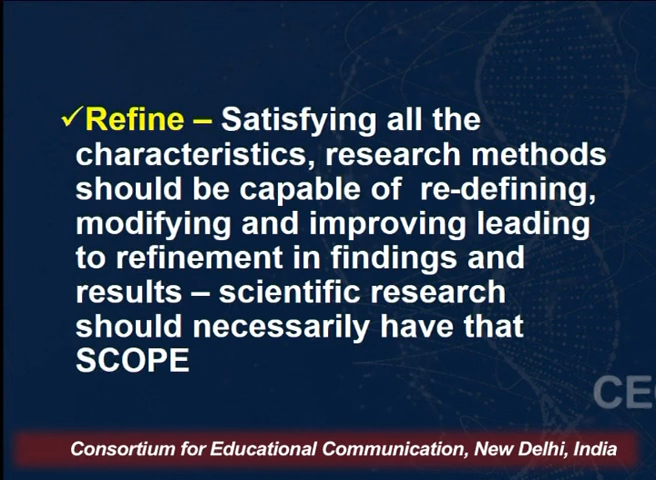 ✓Refine – Satisfying all the
characteristics, research methods
should be capable of re-defining,
modifying and improving leading
to refinement in findings and
results – scientific research
should necessarily have that
SCOPE
Consortium for Educational Communication, New Delhi, India